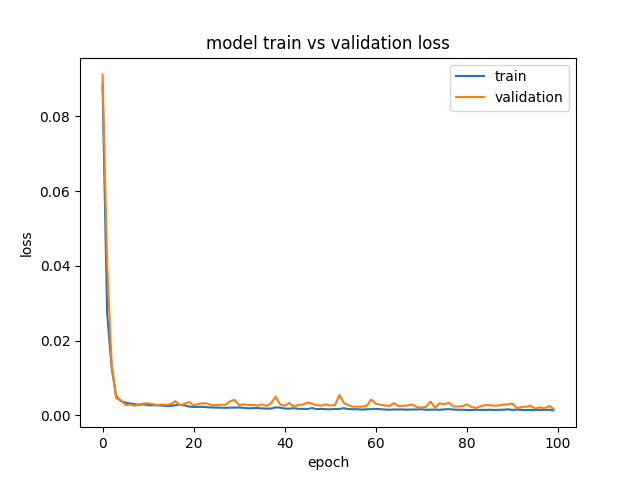 model train vs validation loss
train
validation
0.08
0.06
0.04
0.02
0.00
loss
0 20 40 60 80 100
epoch